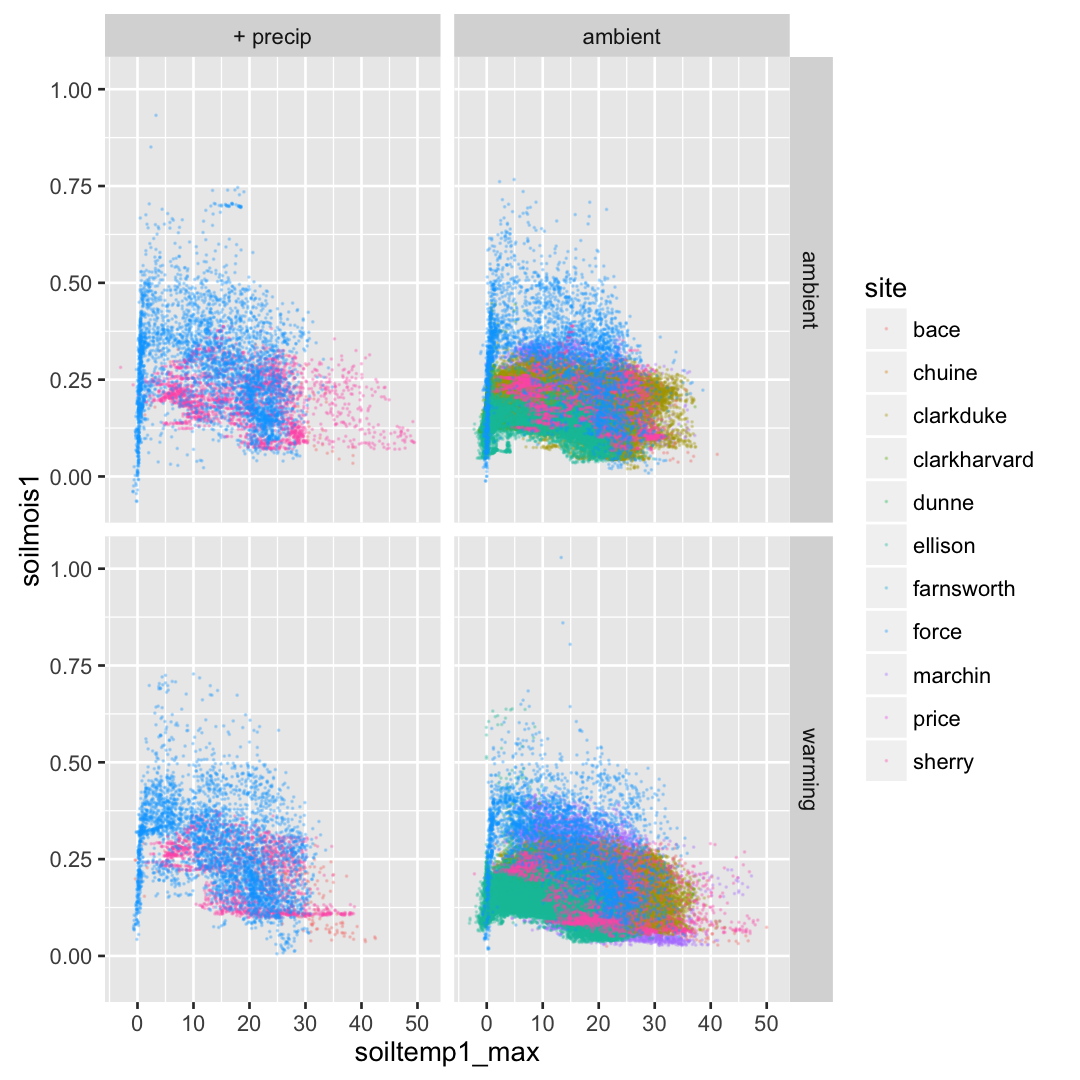 + precip
ambient
soilmois1
1.00
0.75
0.50
0.25
0.00
ambient
1.00
0.75
0.50
0.25
0.00
warming
0 10 20 30 40 50
0 10 20 30 40 50
soiltemp1_max
site
bace
chuine
clarkduke
clarkharvard
dunne
ellison
farnsworth
force
marchin
price
sherry